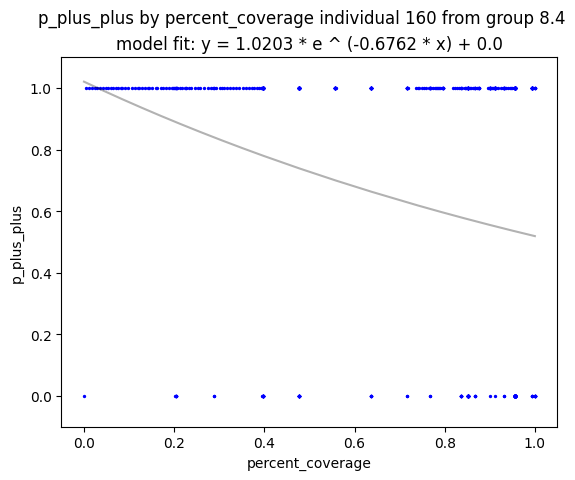 p_plus_plus by percent_coverage individual 160 from group 8.4
model fit: y = 1.0203 * e ^ (-0.6762 * x) + 0.0
1.0
0.8
0.6
0.4
0.2
0.0
p_plus_plus
0.0 0.2 0.4 0.6 0.8 1.0
percent_coverage